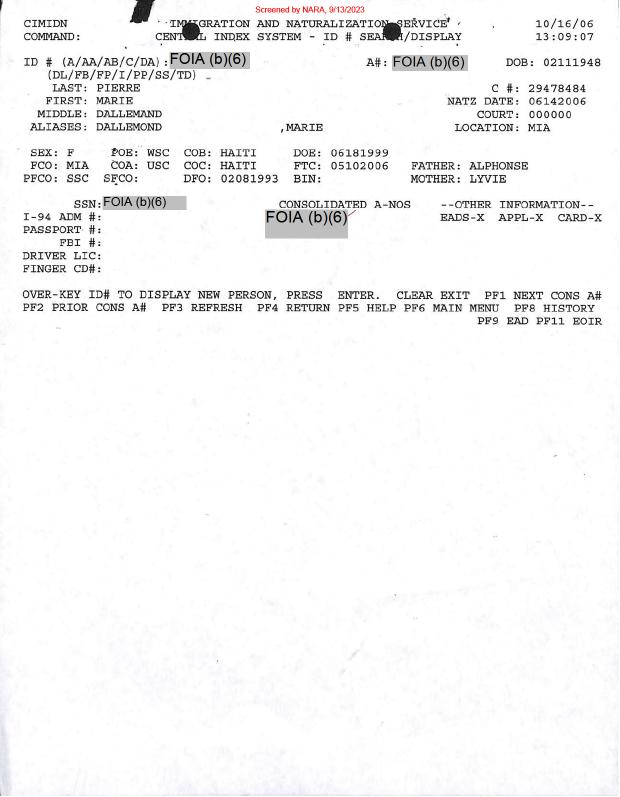 Screened by NARA, 9/13/2023
CIMIDN IMMIGRATION AND NATURALIZATION SERVICE 10/16/06
COMMAND: CENTRAL INDEX SYSTEM - ID # SEARCH/DISPLAY 13:09:07
ID # (A/AA/AB/C/DA) : FOIA (b)(6) A#: FOIA (b)(6) DOB: 02111948
(DL/FB/FP/I/PP/SS/TD)
LAST: PIERRE C #: 29478484
FIRST: MARIE NATZ DATE: 06142006
MIDDLE: DALLEMAND COURT: 000000
ALIASES: DALLEMOND ,MARIE LOCATION: MIA
SEX: F POE: WSC COB: HAITI DOE: 06181999
FCO: MIA COA: USC COC: HAITI FTC: 05102006 FATHER: ALPHONSE
PFCO: SSC SFCO: DFO: 02081993 BIN: MOTHER: LYVIE
SSN: FOIA (b)(6) CONSOLIDATED A-NOS --OTHER INFORMATION--
I-94 ADM #: FOIA (b)(6) EADS-X APPL-X CARD-X
PASSPORT #:
FBI #:
DRIVER LIC:
FINGER CD#:
OVER-KEY ID# TO DISPLAY NEW PERSON, PRESS ENTER. CLEAR EXIT PF1 NEXT CONS A#
PF2 PRIOR CONS A# PF3 REFRESH PF4 RETURN PF5 HELP PF6 MAIN MENU PF8 HISTORY
PF9 EAD PF11 EOIR